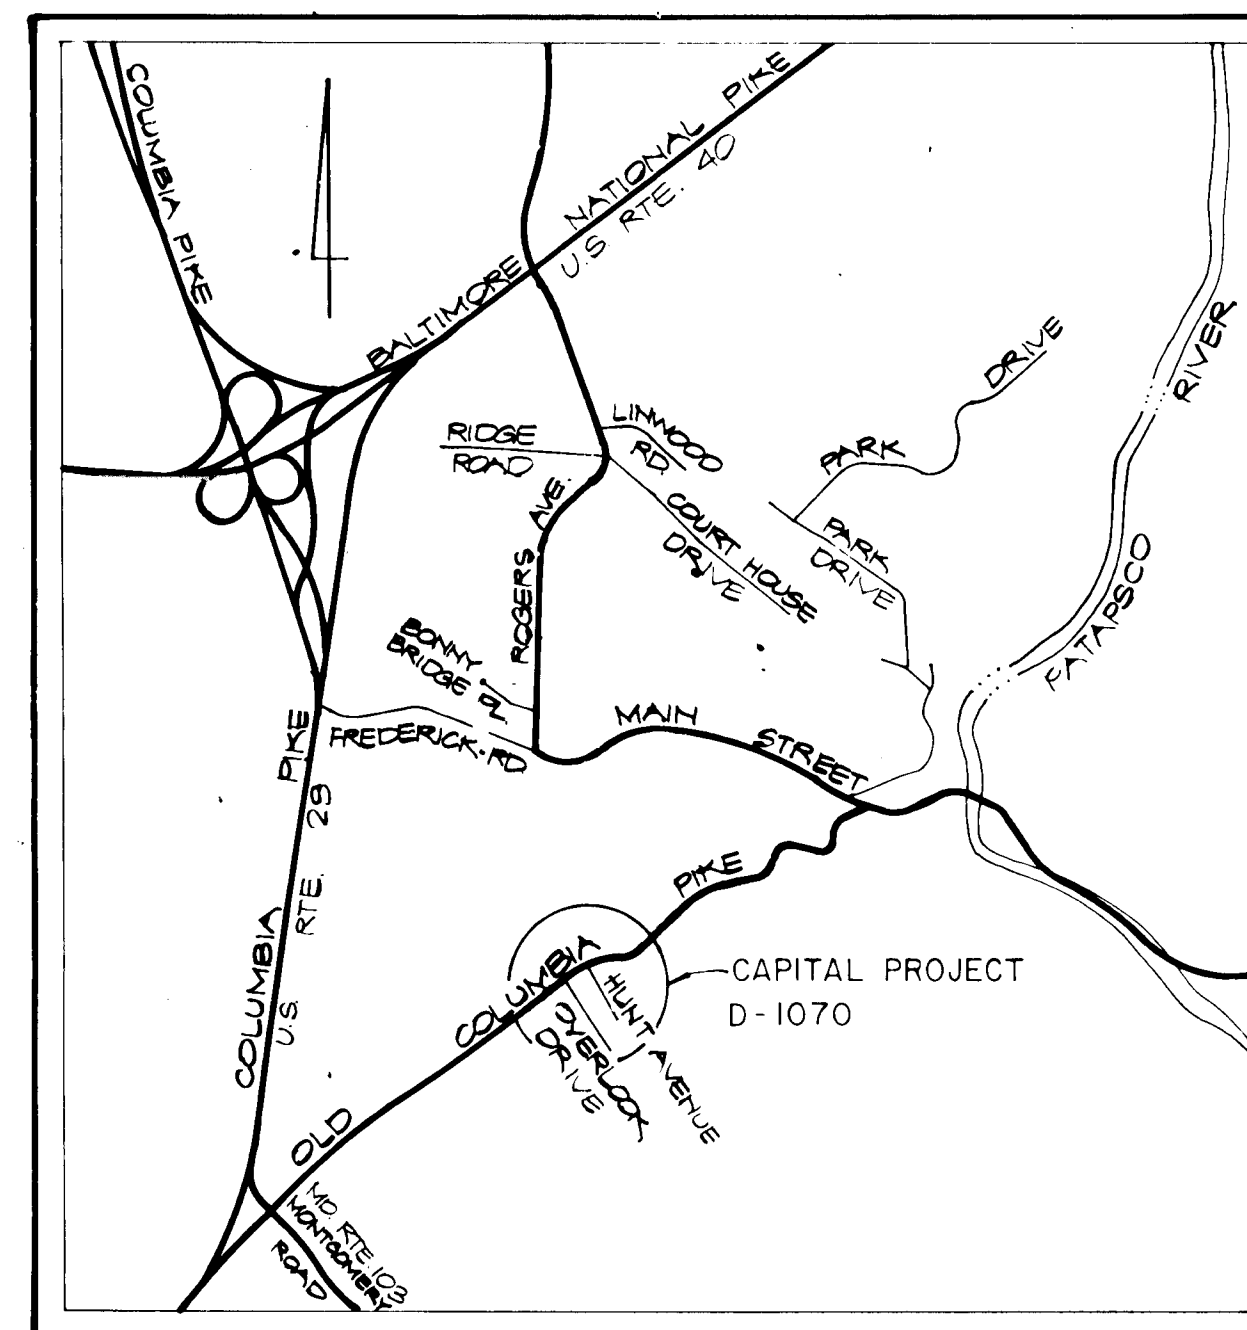 COLUMBIA PIKE
BALTIMORE NATIONAL PIKE
U.S. RTE. 40
RIDGE
ROAD
LINWOOD
RD.
ROGERS AVE.
COURT HOUSE
DRIVE
PARK DRIVE
PARK
DRIVE
PATAPSCO RIVER
BONNY
BRIDGE PL.
FREDERICK RD
MAIN STREET
COLUMBIA PIKE
U.S. RTE. 29
OLD COLUMBIA PIKE
HUNT AVENUE
OVERLOOK
DRIVE
CAPITAL PROJECT
D-1070
MD. RTE. 103
MONTGOMERY
ROAD